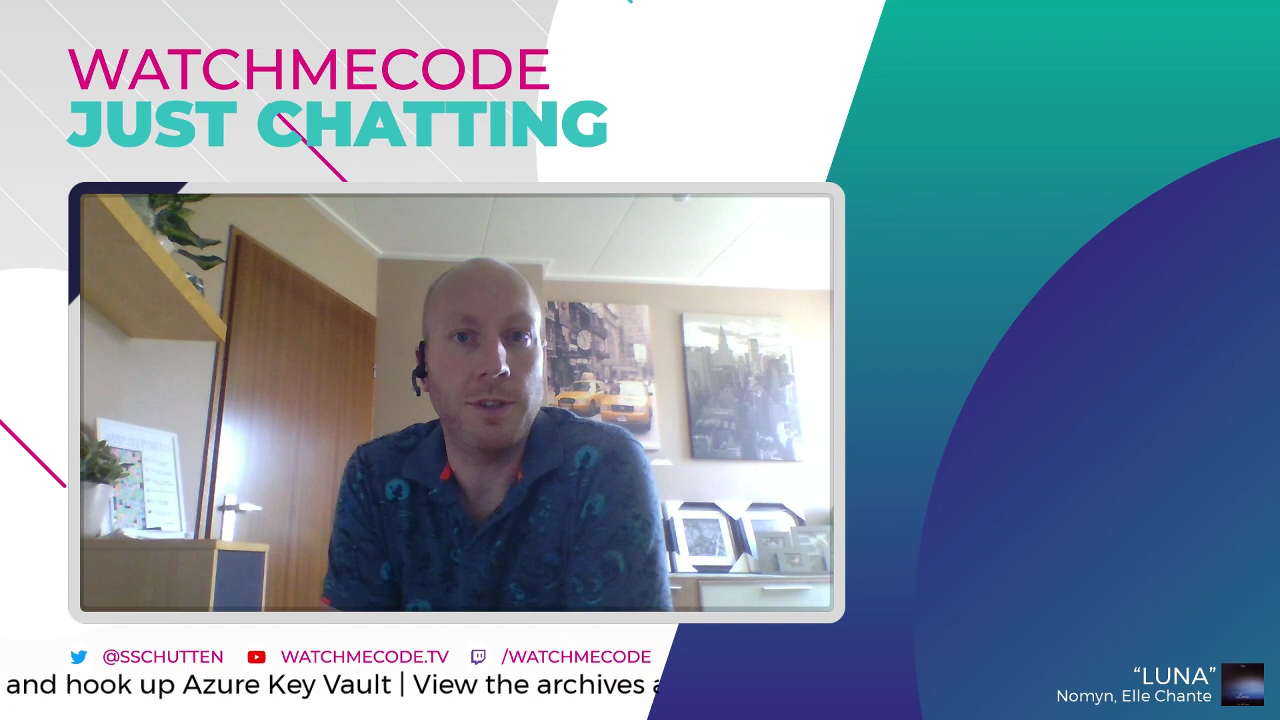 WATCHMECODE
JUST CHATTING
@SSCHUTTEN WATCHMECODE.TV /WATCHMECODE
and hook up Azure Key Vault | View the archives
“LUNA”
Nomyn, Elle Chante